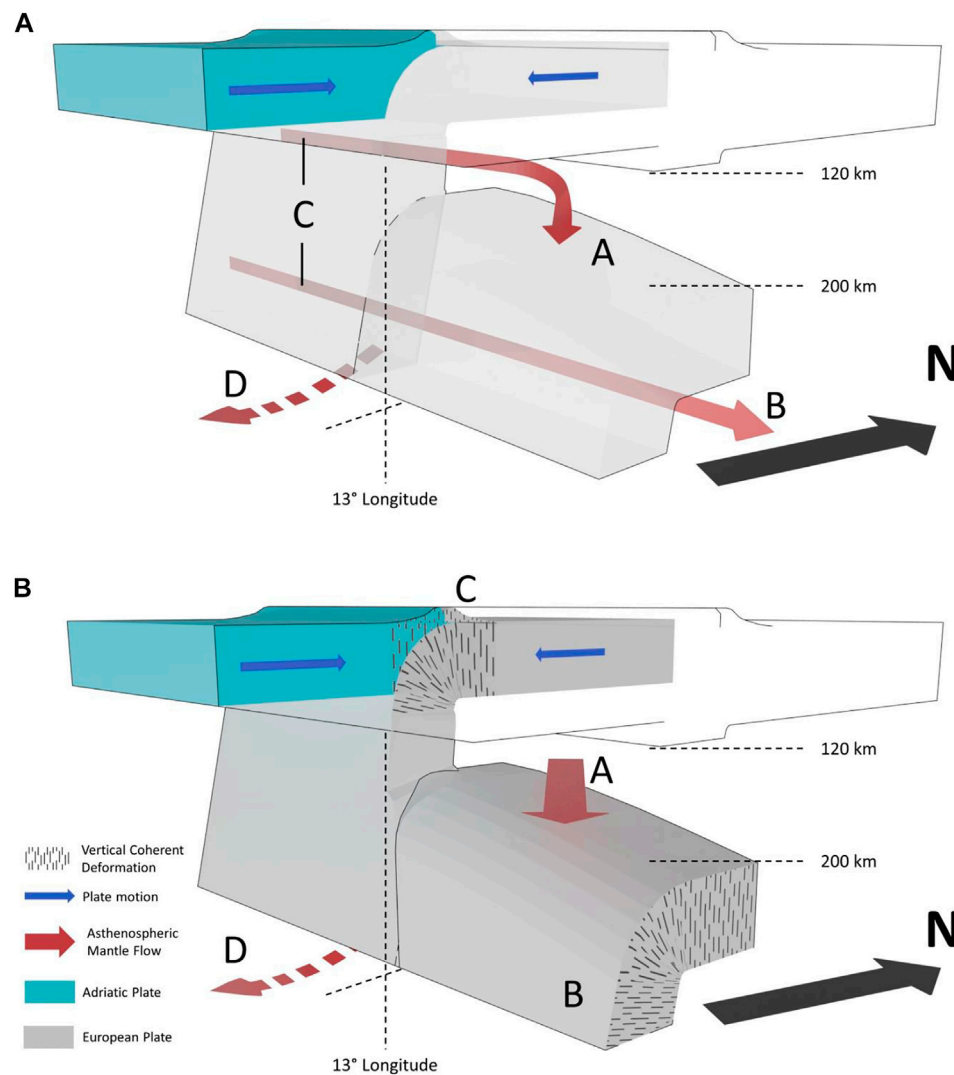 A
120 km
C
A
200 km
N
D
B
13° Longitude
B
C
120 km
A
Vertical Coherent
Deformation
200 km
Plate motion
N
Asthenospheric
Mantle Flow
D
Adriatic Plate
B
European Plate
13° Longitude